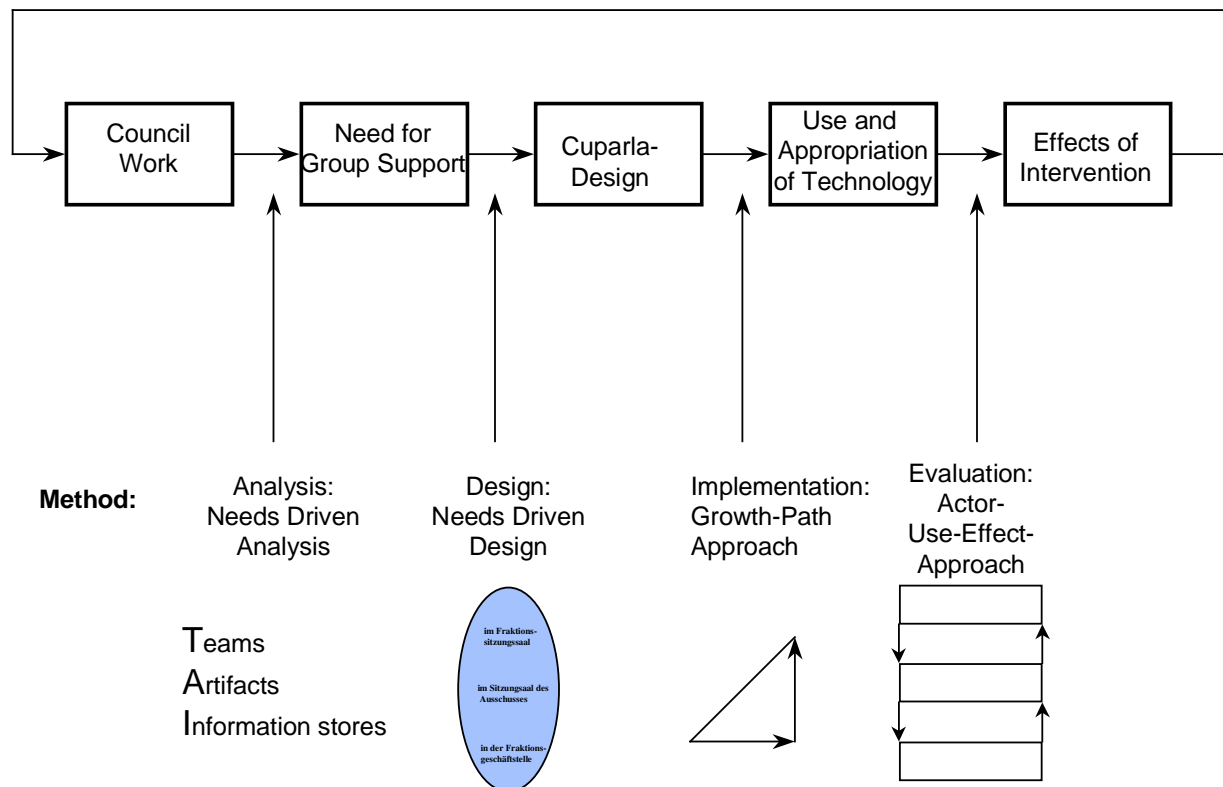 Council
Work
Need for
Group Support
Cuparla-
Design
Use and
Appropriation
of Technology
Effects of
Intervention
Method:
Analysis:
Needs Driven
Analysis
Design:
Needs Driven
Design
Implementation:
Growth-Path
Approach
Evaluation:
Actor-
Use-Effect-
Approach
Teams
Artifacts
Information stores
im Fraktions-
sitzungssaal
im Sitzungsaal des
Ausschusses
in der Fraktions-
geschäftstelle